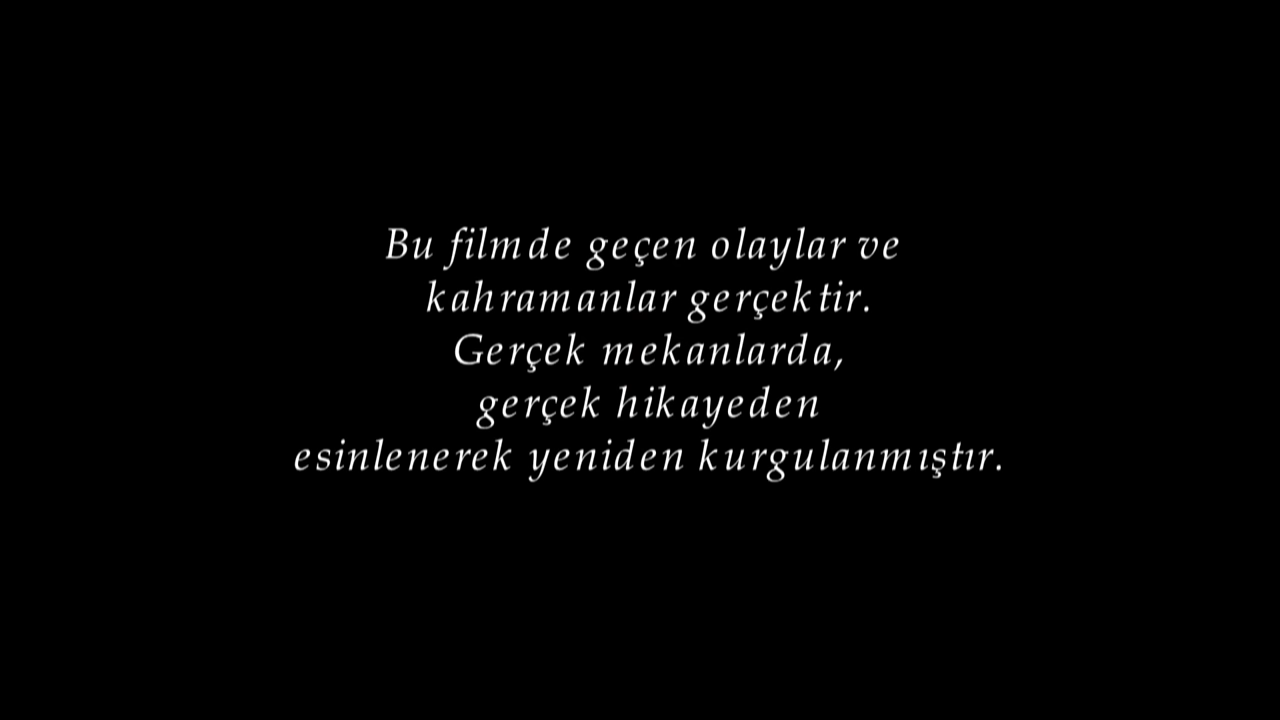 Bu filmde geçen olaylar ve
kahramanlar gerçektir.
Gerçek mekanlarda,
gerçek hikayeden
esinlenerek yeniden kurgulanmıştır.